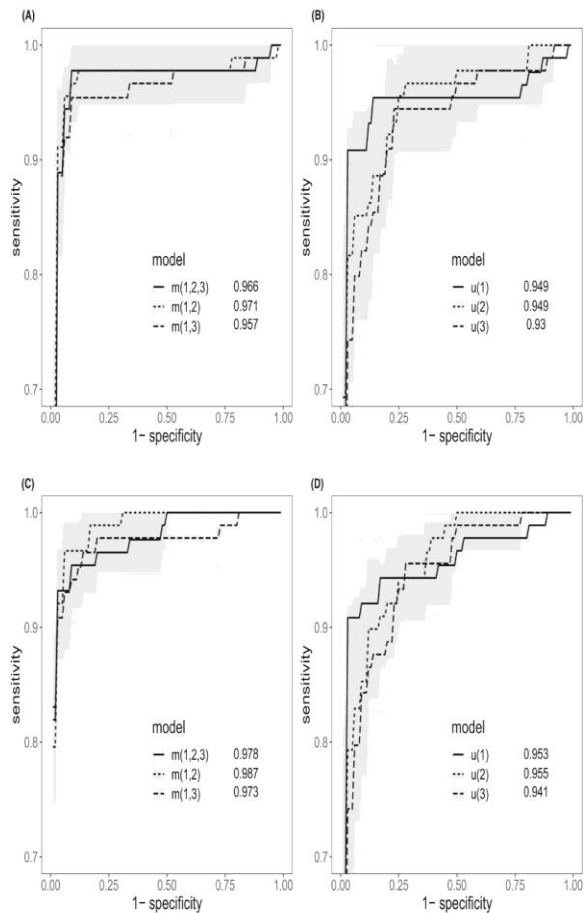 (A)
1.0
0.9
0.8
0.7
sensitivity
model
m(1,2,3) 0.966
m(1,2) 0.971
m(1,3) 0.957
0.00 0.25 0.50 0.75 1.00
1− specificity
(B)
1.0
0.9
0.8
0.7
sensitivity
model
u(1) 0.949
u(2) 0.949
u(3) 0.93
0.00 0.25 0.50 0.75 1.00
1− specificity
(C)
1.0
0.9
0.8
0.7
sensitivity
model
m(1,2,3) 0.978
m(1,2) 0.987
m(1,3) 0.973
0.00 0.25 0.50 0.75 1.00
1− specificity
(D)
1.0
0.9
0.8
0.7
sensitivity
model
u(1) 0.953
u(2) 0.955
u(3) 0.941
0.00 0.25 0.50 0.75 1.00
1− specificity